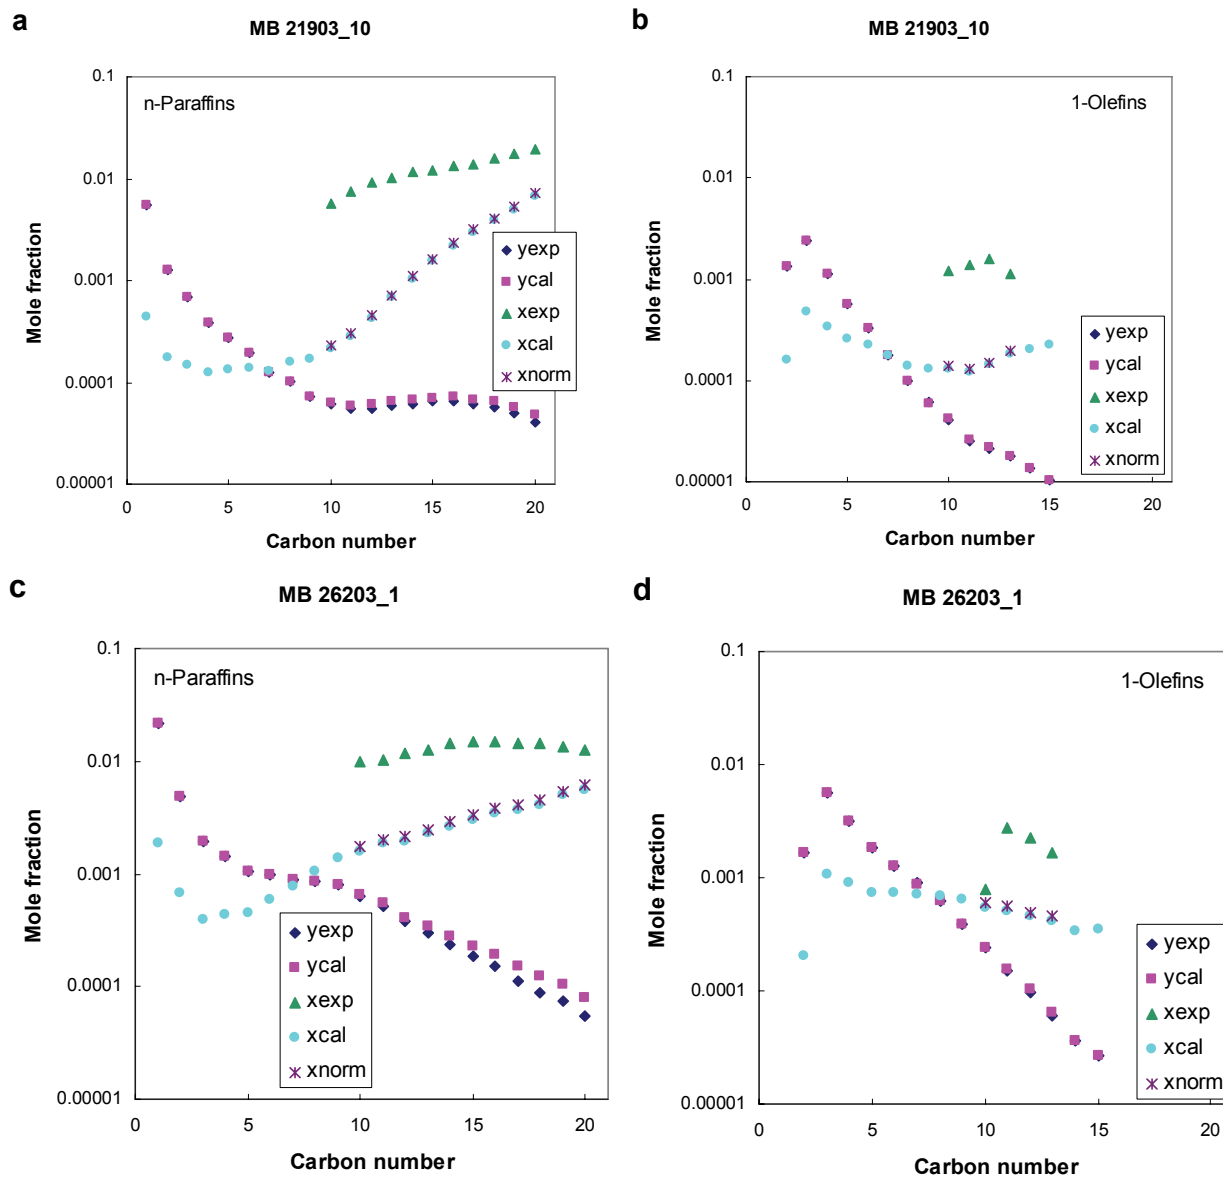 a
MB 21903_10
n-Paraffins
0.1
0.01
0.001
0.0001
0.00001
Mole fraction
0 5 10 15 20
Carbon number
yexp
ycal
xexp
xcal
xnorm
b
MB 21903_10
1-Olefins
0.1
0.01
0.001
0.0001
0.00001
Mole fraction
0 5 10 15 20
Carbon number
yexp
ycal
xexp
xcal
xnorm
c
MB 26203_1
n-Paraffins
0.1
0.01
0.001
0.0001
0.00001
Mole fraction
0 5 10 15 20
Carbon number
yexp
ycal
xexp
xcal
xnorm
d
MB 26203_1
1-Olefins
0.1
0.01
0.001
0.0001
0.00001
Mole fraction
0 5 10 15 20
Carbon number
yexp
ycal
xexp
xcal
xnorm